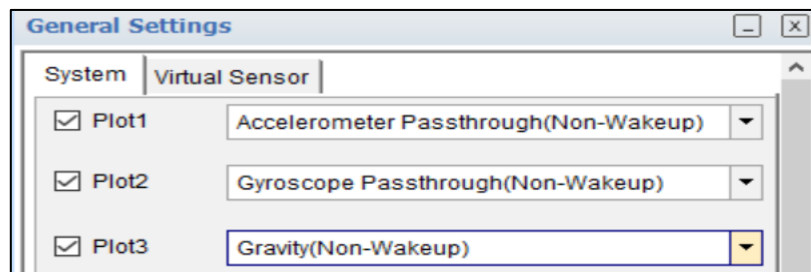 General Settings
System Virtual Sensor
Plot1 Accelerometer Passthrough(Non-Wakeup)
Plot2 Gyroscope Passthrough(Non-Wakeup)
Plot3 Gravity(Non-Wakeup)